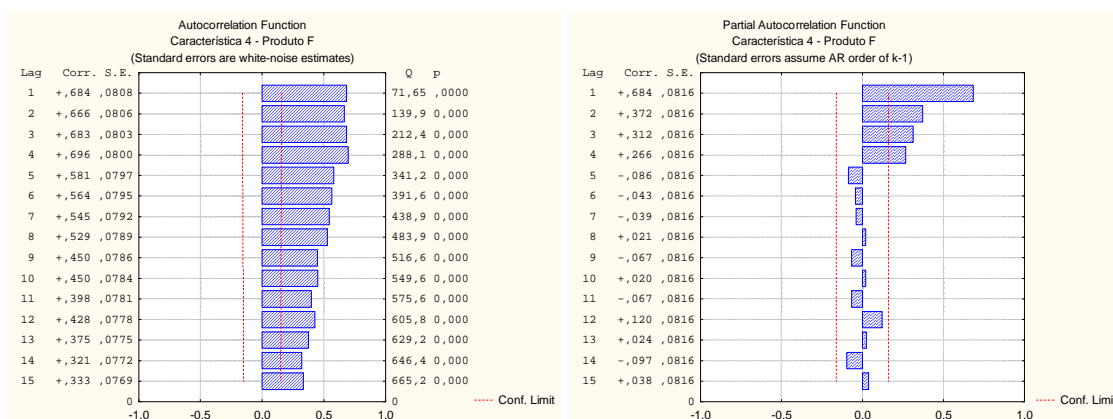 Autocorrelation Function
Característica 4 - Produto F
(Standard errors are white-noise estimates)
Lag Corr. S.E. Q p
1 +,684 ,0808 71,65 ,0000
2 +,666 ,0806 139,9 0,000
3 +,683 ,0803 212,4 0,000
4 +,696 ,0800 288,1 0,000
5 +,581 ,0797 341,2 0,000
6 +,564 ,0795 391,6 0,000
7 +,545 ,0792 438,9 0,000
8 +,529 ,0789 483,9 0,000
9 +,450 ,0786 516,6 0,000
10 +,450 ,0784 549,6 0,000
11 +,398 ,0781 575,6 0,000
12 +,428 ,0778 605,8 0,000
13 +,375 ,0775 629,2 0,000
14 +,321 ,0772 646,4 0,000
15 +,333 ,0769 665,2 0,000
0 0
-1.0 -0.5 0.0 0.5 1.0
Conf. Limit
Partial Autocorrelation Function
Característica 4 - Produto F
(Standard errors assume AR order of k-1)
Lag Corr. S.E.
1 +,684 ,0816
2 +,372 ,0816
3 +,312 ,0816
4 +,266 ,0816
5 -,086 ,0816
6 -,043 ,0816
7 -,039 ,0816
8 +,021 ,0816
9 -,067 ,0816
10 +,020 ,0816
11 -,067 ,0816
12 +,120 ,0816
13 +,024 ,0816
14 -,097 ,0816
15 +,038 ,0816
0 0
-1.0 -0.5 0.0 0.5 1.0
Conf. Limit